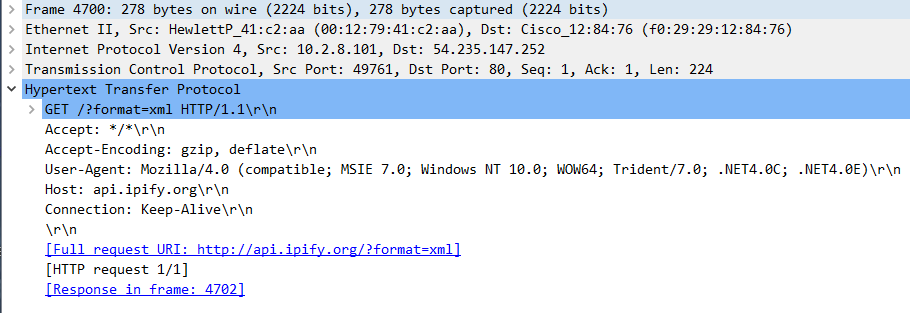 Frame 4700: 278 bytes on wire (2224 bits), 278 bytes captured (2224 bits)
Ethernet II, Src: HewlettP_41:c2:aa (00:12:79:41:c2:aa), Dst: Cisco_12:84:76 (f0:29:29:12:84:76)
Internet Protocol Version 4, Src: 10.2.8.101, Dst: 54.235.147.252
Transmission Control Protocol, Src Port: 49761, Dst Port: 80, Seq: 1, Ack: 1, Len: 224
Hypertext Transfer Protocol
GET /?format=xml HTTP/1.1\r\n
Accept: */*\r\n
Accept-Encoding: gzip, deflate\r\n
User-Agent: Mozilla/4.0 (compatible; MSIE 7.0; Windows NT 10.0; WOW64; Trident/7.0; .NET4.0C; .NET4.0E)\r\n
Host: api.ipify.org\r\n
Connection: Keep-Alive\r\n
\r\n
[Full request URI: http://api.ipify.org/?format=xml]
[HTTP request 1/1]
[Response in frame: 4702]